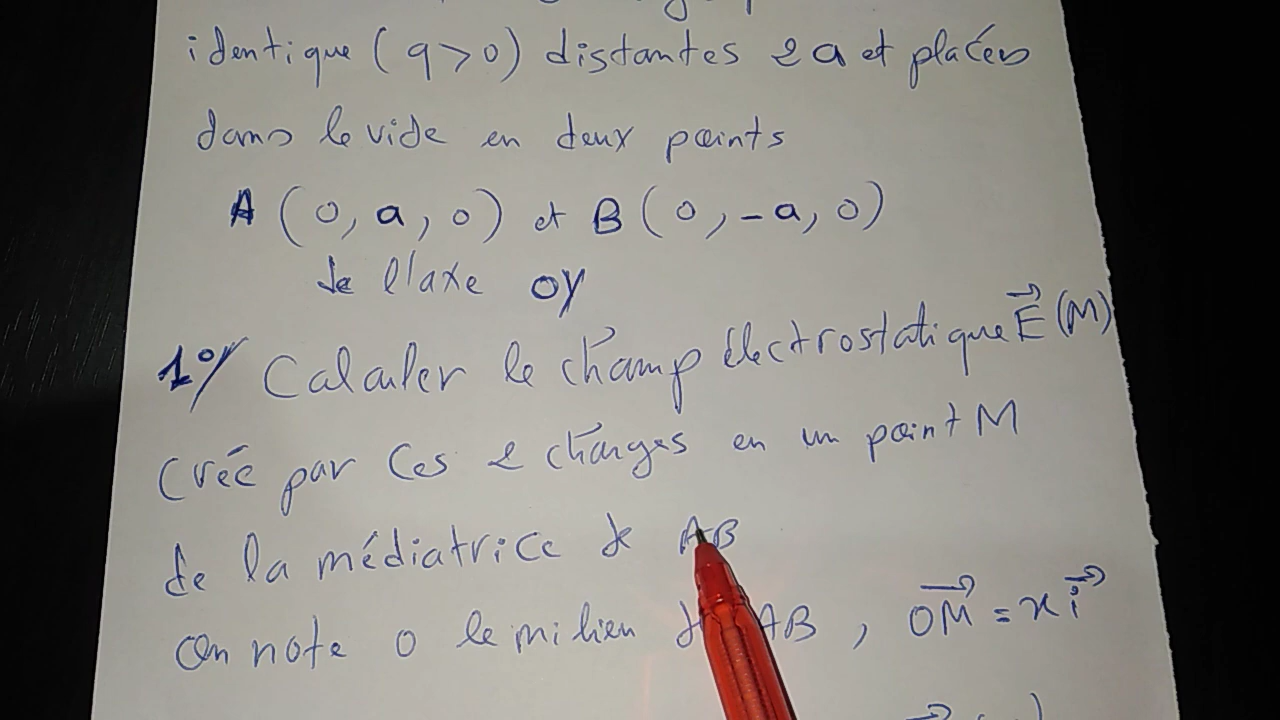 identique (q>0) distantes 2a et placées
dans le vide en deux points
A (0, a, 0) et B (0, -a, 0)
de l'axe OY
1°/ Calculer le champ électrostatique E⃗(M)
Créé par Ces 2 charges en un point M
de la médiatrice de AB
On note O le milieu AB, OM⃗ = x i⃗